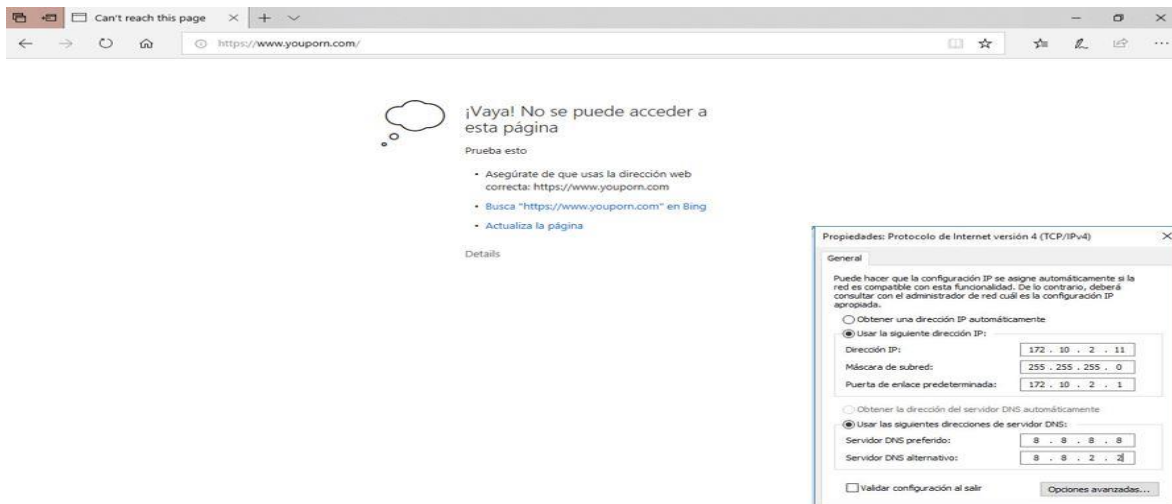 Can't reach this page
https://www.youporn.com/
¡Vaya! No se puede acceder a
esta página
Prueba esto
• Asegúrate de que usas la dirección web
correcta: https://www.youporn.com
• Busca "https://www.youporn.com" en Bing
• Actualiza la página
Details
Propiedades: Protocolo de Internet versión 4 (TCP/IPv4)
General
Puede hacer que la configuración IP se asigne automáticamente si la
red es compatible con esta funcionalidad. De lo contrario, deberá
consultar con el administrador de red cuál es la configuración IP
apropiada.
Obtener una dirección IP automáticamente
Usar la siguiente dirección IP:
Dirección IP: 172 . 10 . 2 . 11
Máscara de subred: 255 . 255 . 255 . 0
Puerta de enlace predeterminada: 172 . 10 . 2 . 1
Obtener la dirección del servidor DNS automáticamente
Usar las siguientes direcciones de servidor DNS:
Servidor DNS preferido: 8 . 8 . 8 . 8
Servidor DNS alternativo: 8 . 8 . 2 . 2
Validar configuración al salir
Opciones avanzadas...